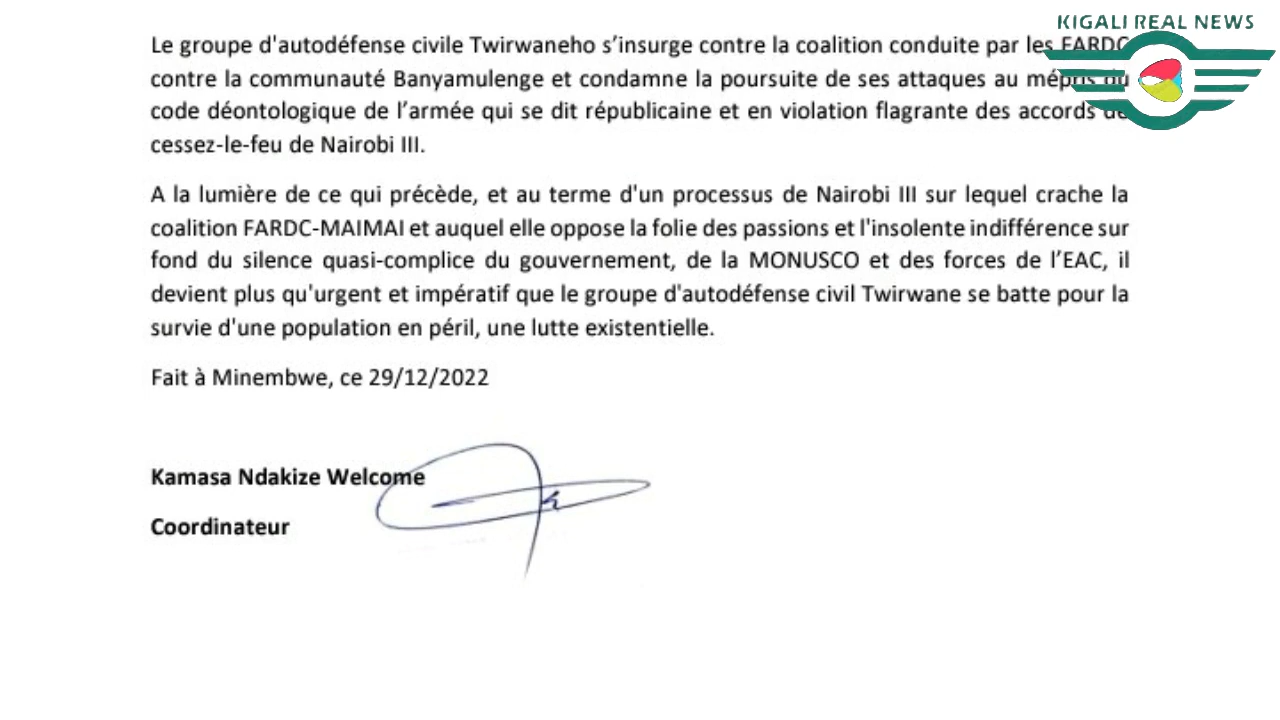 KIGALI REAL NEWS
Le groupe d'autodéfense civile Twirwaneho s’insurge contre la coalition conduite par les FARDC
contre la communauté Banyamulenge et condamne la poursuite de ses attaques au mépris du
code déontologique de l’armée qui se dit républicaine et en violation flagrante des accords de
cessez-le-feu de Nairobi III.
A la lumière de ce qui précède, et au terme d'un processus de Nairobi III sur lequel crache la
coalition FARDC-MAIMAI et auquel elle oppose la folie des passions et l'insolente indifférence sur
fond du silence quasi-complice du gouvernement, de la MONUSCO et des forces de l’EAC, il
devient plus qu'urgent et impératif que le groupe d'autodéfense civil Twirwane se batte pour la
survie d'une population en péril, une lutte existentielle.
Fait à Minembwe, ce 29/12/2022
Kamasa Ndakize Welcome
Coordinateur